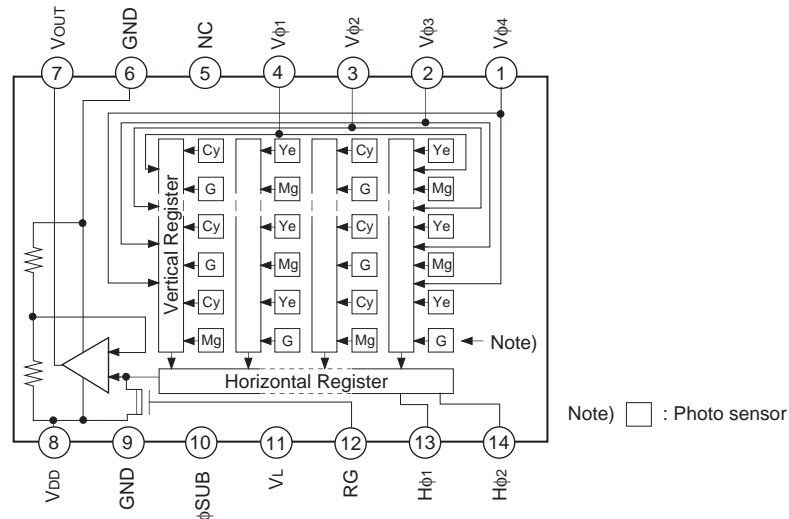 VOUT GND NC Vφ1 Vφ2 Vφ3 Vφ4
7 6 5 4 3 2 1
Vertical Register
Cy Ye Cy Ye
G Mg G Mg
Cy Ye Cy Ye
G Mg G Mg
Cy Ye Cy Ye
Mg G Mg G Note)
Horizontal Register
Note) : Photo sensor
8 9 10 11 12 13 14
VDD GND φSUB VL RG Hφ1 Hφ2